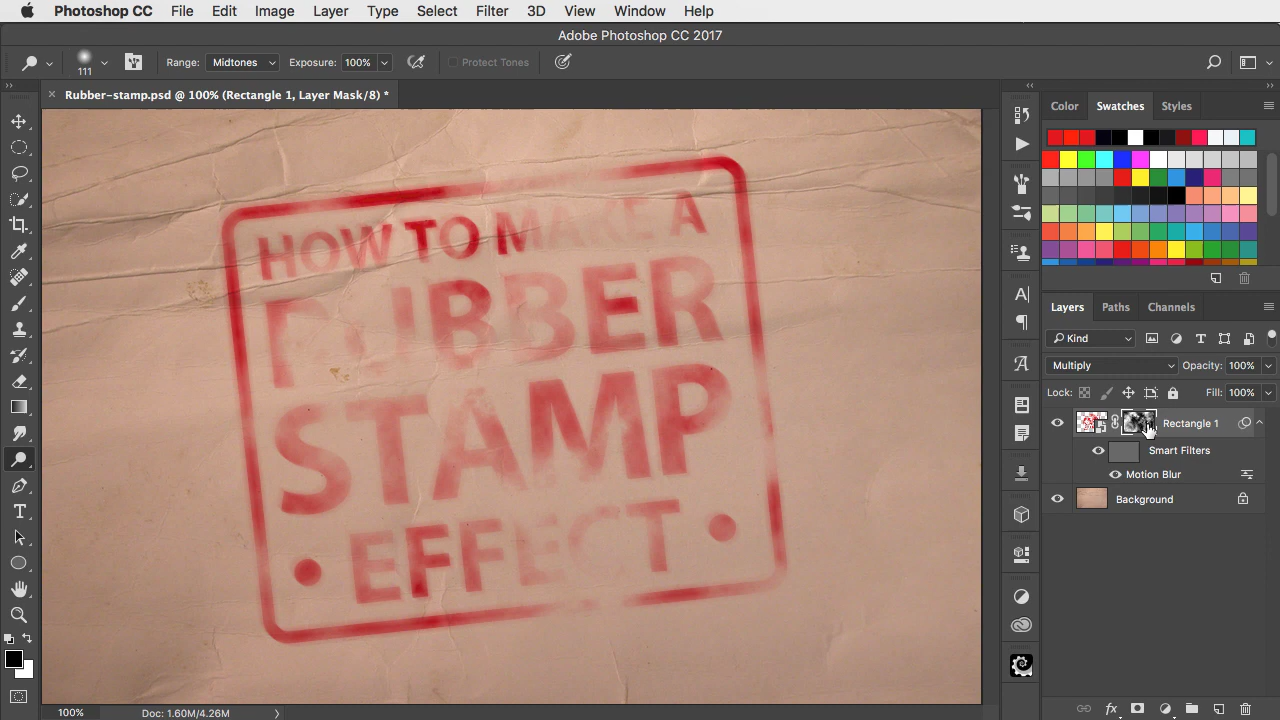 Photoshop CC File Edit Image Layer Type Select Filter 3D View Window Help
Adobe Photoshop CC 2017
111 Range: Midtones Exposure: 100% Protect Tones
Rubber-stamp.psd @ 100% (Rectangle 1, Layer Mask/8) *
Color Swatches Styles
HOW TO MAKE A
RUBBER
STAMP
EFFECT
Layers Paths Channels
Kind
Multiply Opacity: 100%
Lock: Fill: 100%
Rectangle 1
Smart Filters
Motion Blur
Background
100% Doc: 1.60M/4.26M